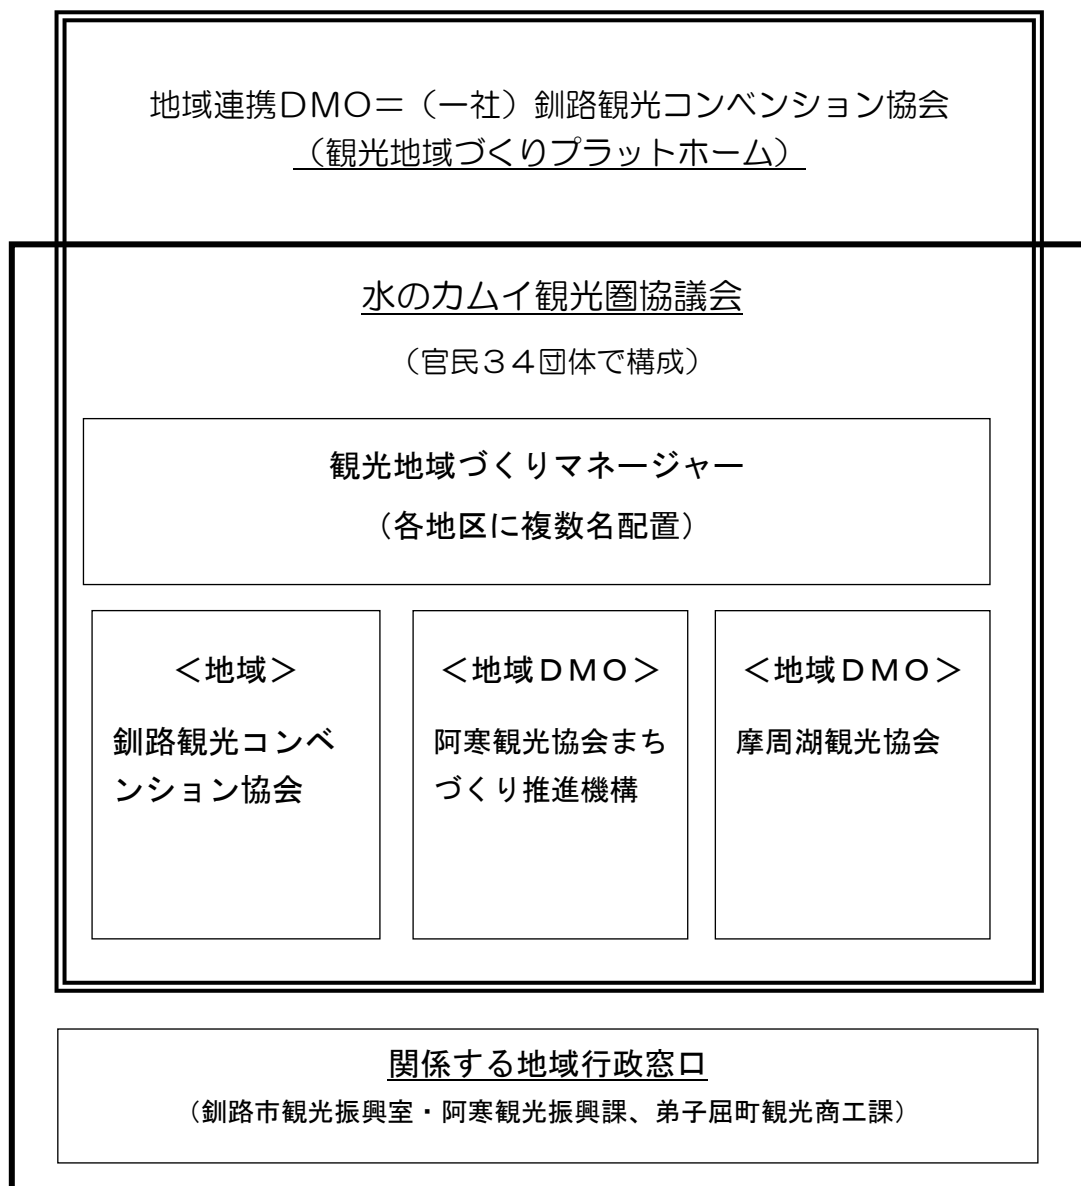 地域連携DMO=(一社)釧路観光コンベンション協会
(観光地域づくりプラットホーム)
水のカムイ観光圏協議会
(官民34団体で構成)
観光地域づくりマネージャー
(各地区に複数名配置)
<地域>
釧路観光コンベ
ンション協会
<地域DMO>
阿寒観光協会まち
づくり推進機構
<地域DMO>
摩周湖観光協会
関係する地域行政窓口
(釧路市観光振興室・阿寒観光振興課、弟子屈町観光商工課)